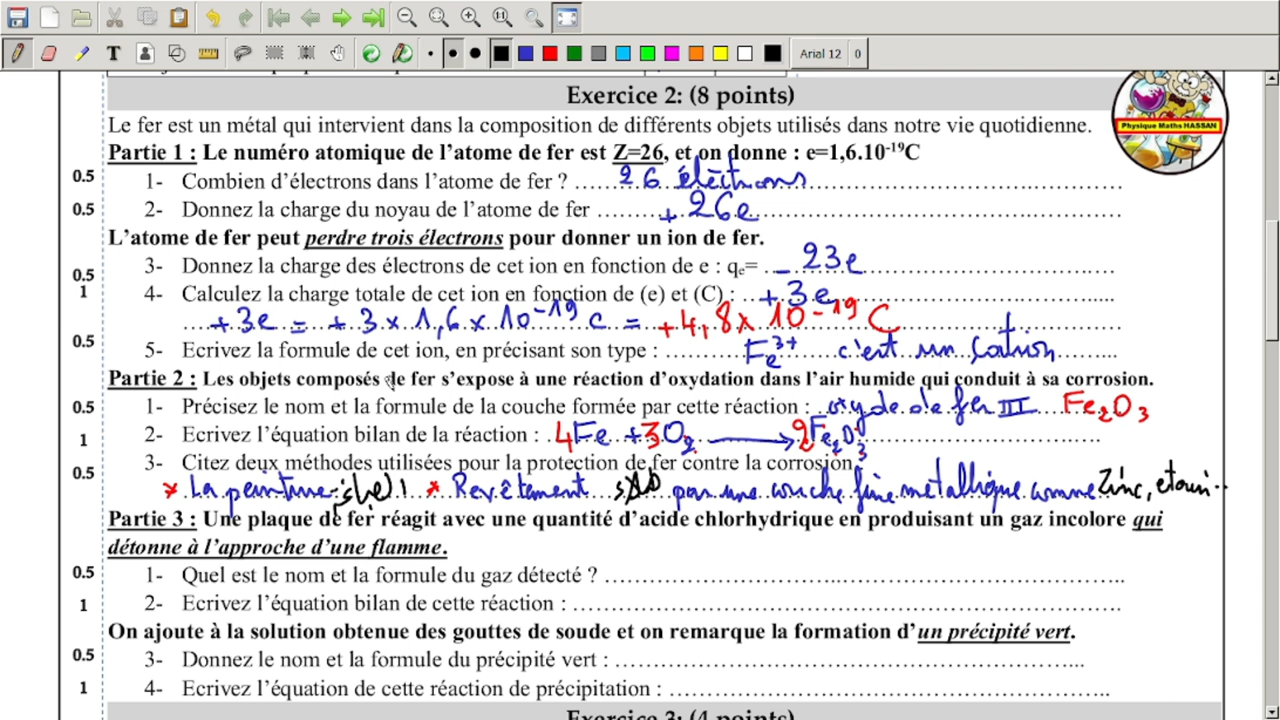 Arial 12 0
Exercice 2: (8 points)
Physique Maths HASSAN
Le fer est un métal qui intervient dans la composition de différents objets utilisés dans notre vie quotidienne.
Partie 1 : Le numéro atomique de l'atome de fer est Z=26, et on donne : e=1,6.10⁻¹⁹C
0.5 1- Combien d'électrons dans l'atome de fer ? ...26 électrons...
0.5 2- Donnez la charge du noyau de l'atome de fer ...+26e...
L'atome de fer peut perdre trois électrons pour donner un ion de fer.
0.5 3- Donnez la charge des électrons de cet ion en fonction de e : qₑ= ...-23e...
1 4- Calculez la charge totale de cet ion en fonction de (e) et (C) : ...+3e...
+3e = +3 x 1,6 x 10⁻¹⁹ C = +4,8 x 10⁻¹⁹ C
0.5 5- Ecrivez la formule de cet ion, en précisant son type : ...Fe³⁺ c'est un cation...
Partie 2 : Les objets composés de fer s'expose à une réaction d'oxydation dans l'air humide qui conduit à sa corrosion.
0.5 1- Précisez le nom et la formule de la couche formée par cette réaction : ...oxyde de fer III Fe₂O₃
1 2- Ecrivez l'équation bilan de la réaction : 4Fe + 3O₂ → 2Fe₂O₃
0.5 3- Citez deux méthodes utilisées pour la protection de fer contre la corrosion
* La peinture * Revêtement par une couche fine métallique comme Zinc, etain...
Partie 3 : Une plaque de fer réagit avec une quantité d'acide chlorhydrique en produisant un gaz incolore qui
détonne à l'approche d'une flamme.
0.5 1- Quel est le nom et la formule du gaz détecté ? ...
1 2- Ecrivez l'équation bilan de cette réaction : ...
On ajoute à la solution obtenue des gouttes de soude et on remarque la formation d'un précipité vert.
0.5 3- Donnez le nom et la formule du précipité vert : ...
1 4- Ecrivez l'équation de cette réaction de précipitation : ...
Exercice 3: (4 points)